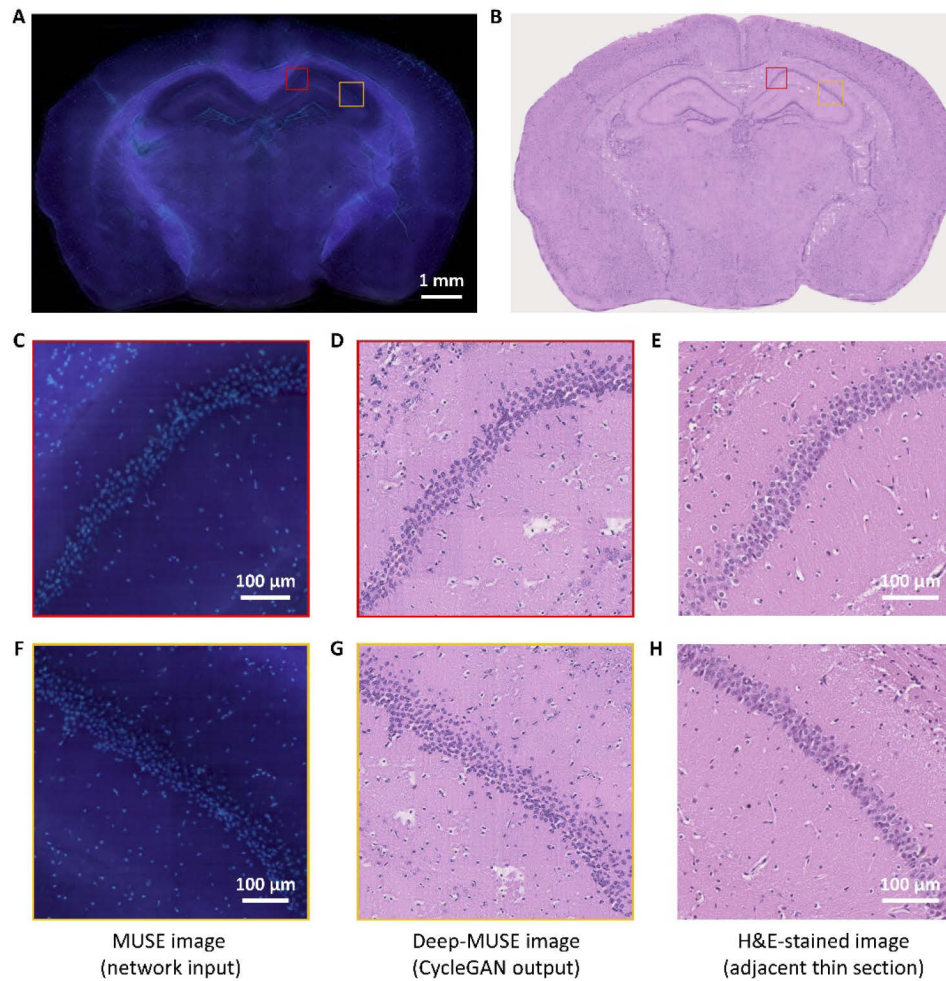 A
B
1 mm
C
D
E
100 µm
100 µm
F
G
H
100 µm
100 µm
MUSE image
(network input)
Deep-MUSE image
(CycleGAN output)
H&E-stained image
(adjacent thin section)